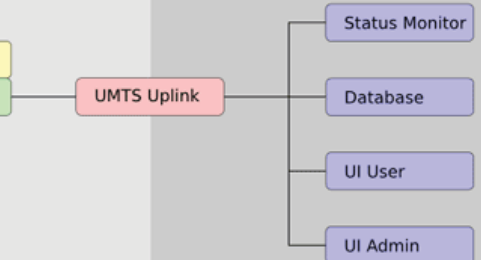 Status Monitor
UMTS Uplink
Database
UI User
UI Admin